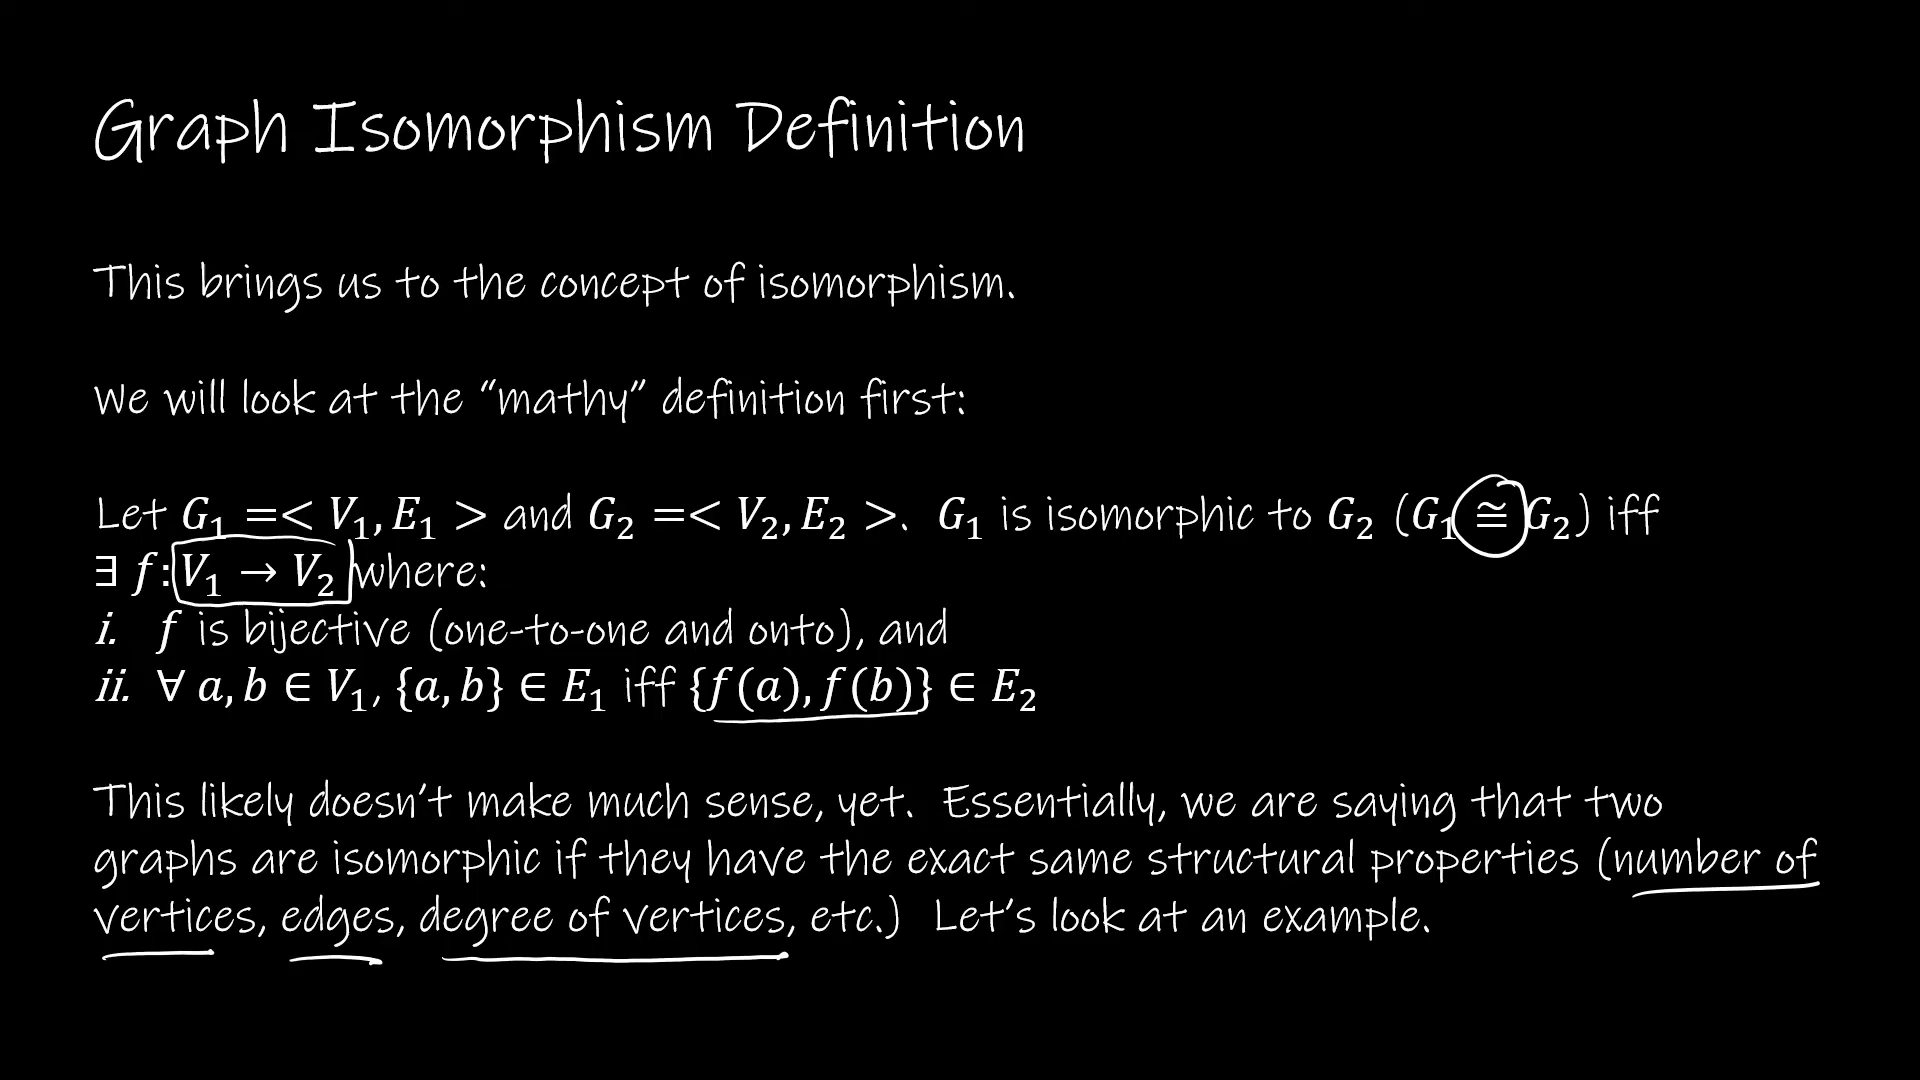 Graph Isomorphism Definition
This brings us to the concept of isomorphism.
We will look at the “mathy” definition first:
Let G₁ =< V₁, E₁ > and G₂ =< V₂, E₂ >. G₁ is isomorphic to G₂ (G₁ ≅ G₂) iff
∃ f: V₁ → V₂ where:
i. f is bijective (one-to-one and onto), and
ii. ∀ a, b ∈ V₁, {a, b} ∈ E₁ iff {f(a), f(b)} ∈ E₂
This likely doesn’t make much sense, yet. Essentially, we are saying that two
graphs are isomorphic if they have the exact same structural properties (number of
vertices, edges, degree of vertices, etc.) Let’s look at an example.